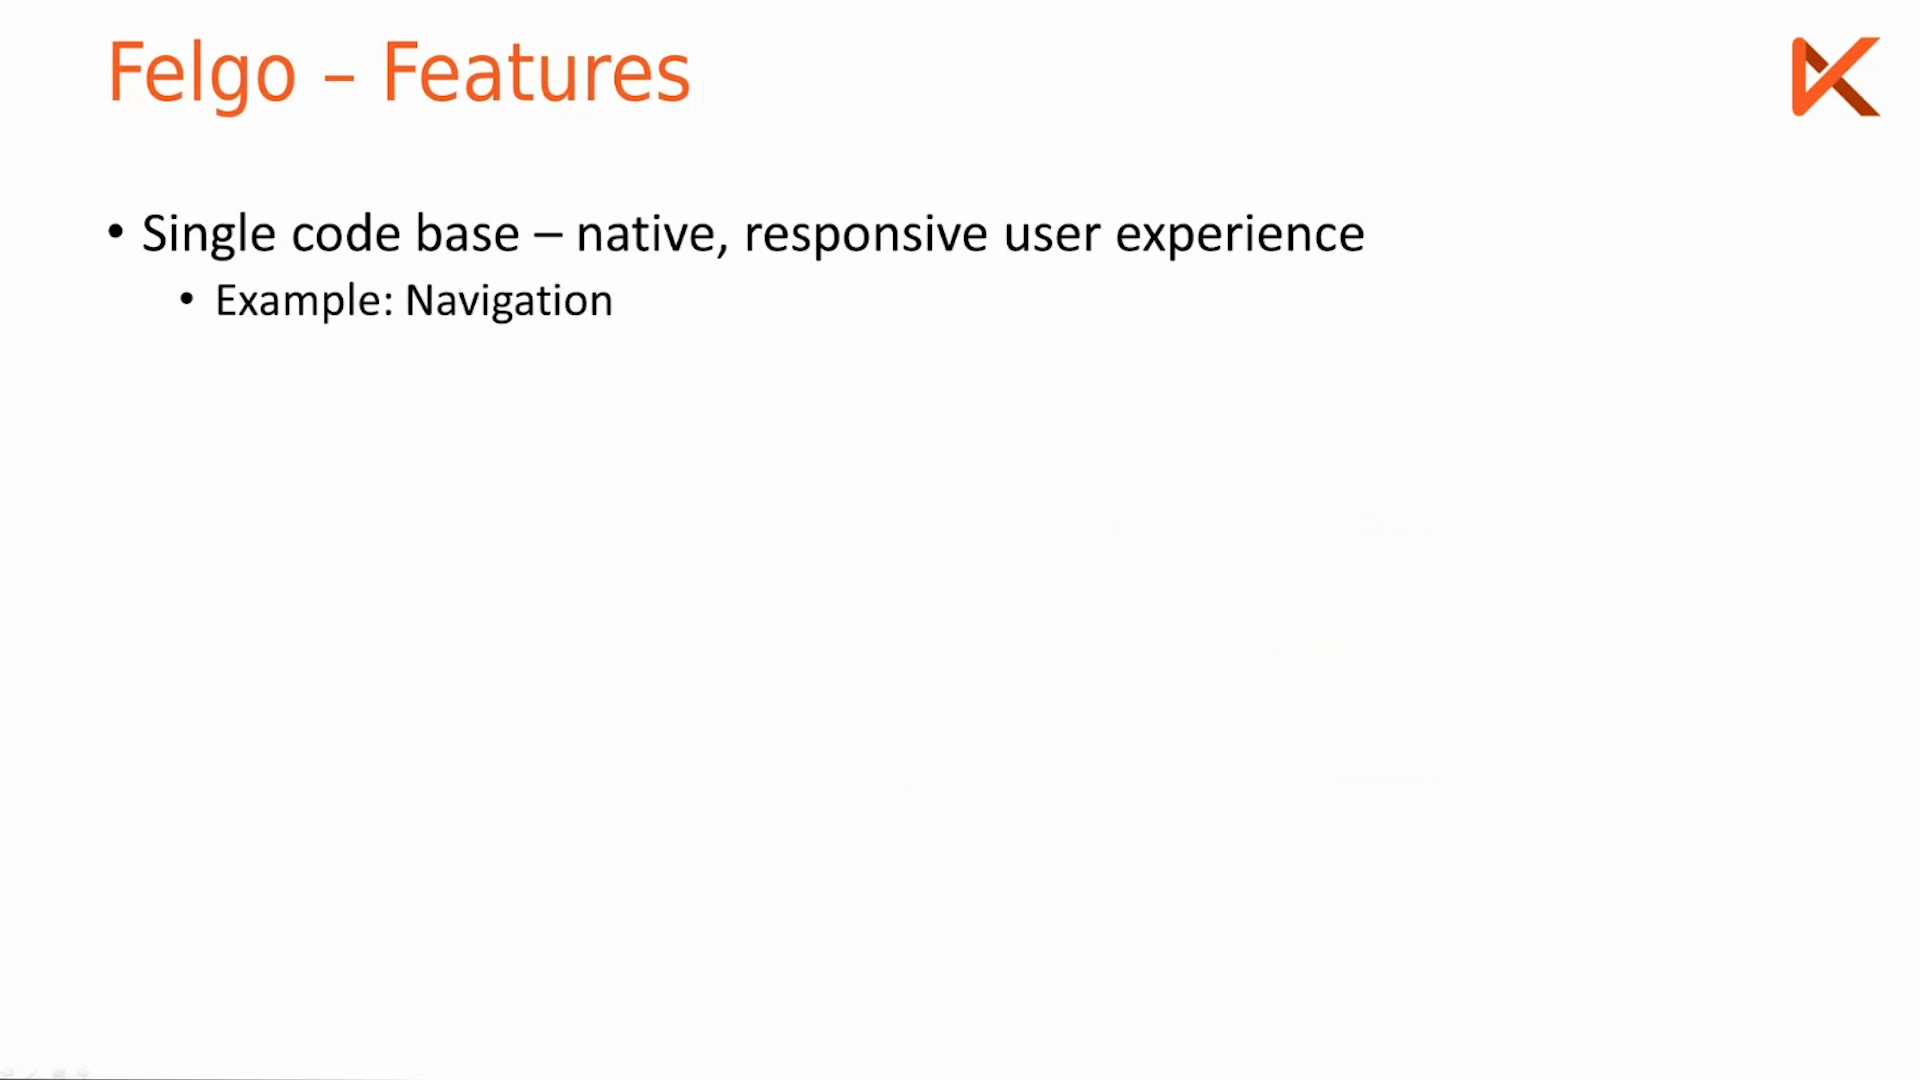 Felgo – Features
• Single code base – native, responsive user experience
• Example: Navigation